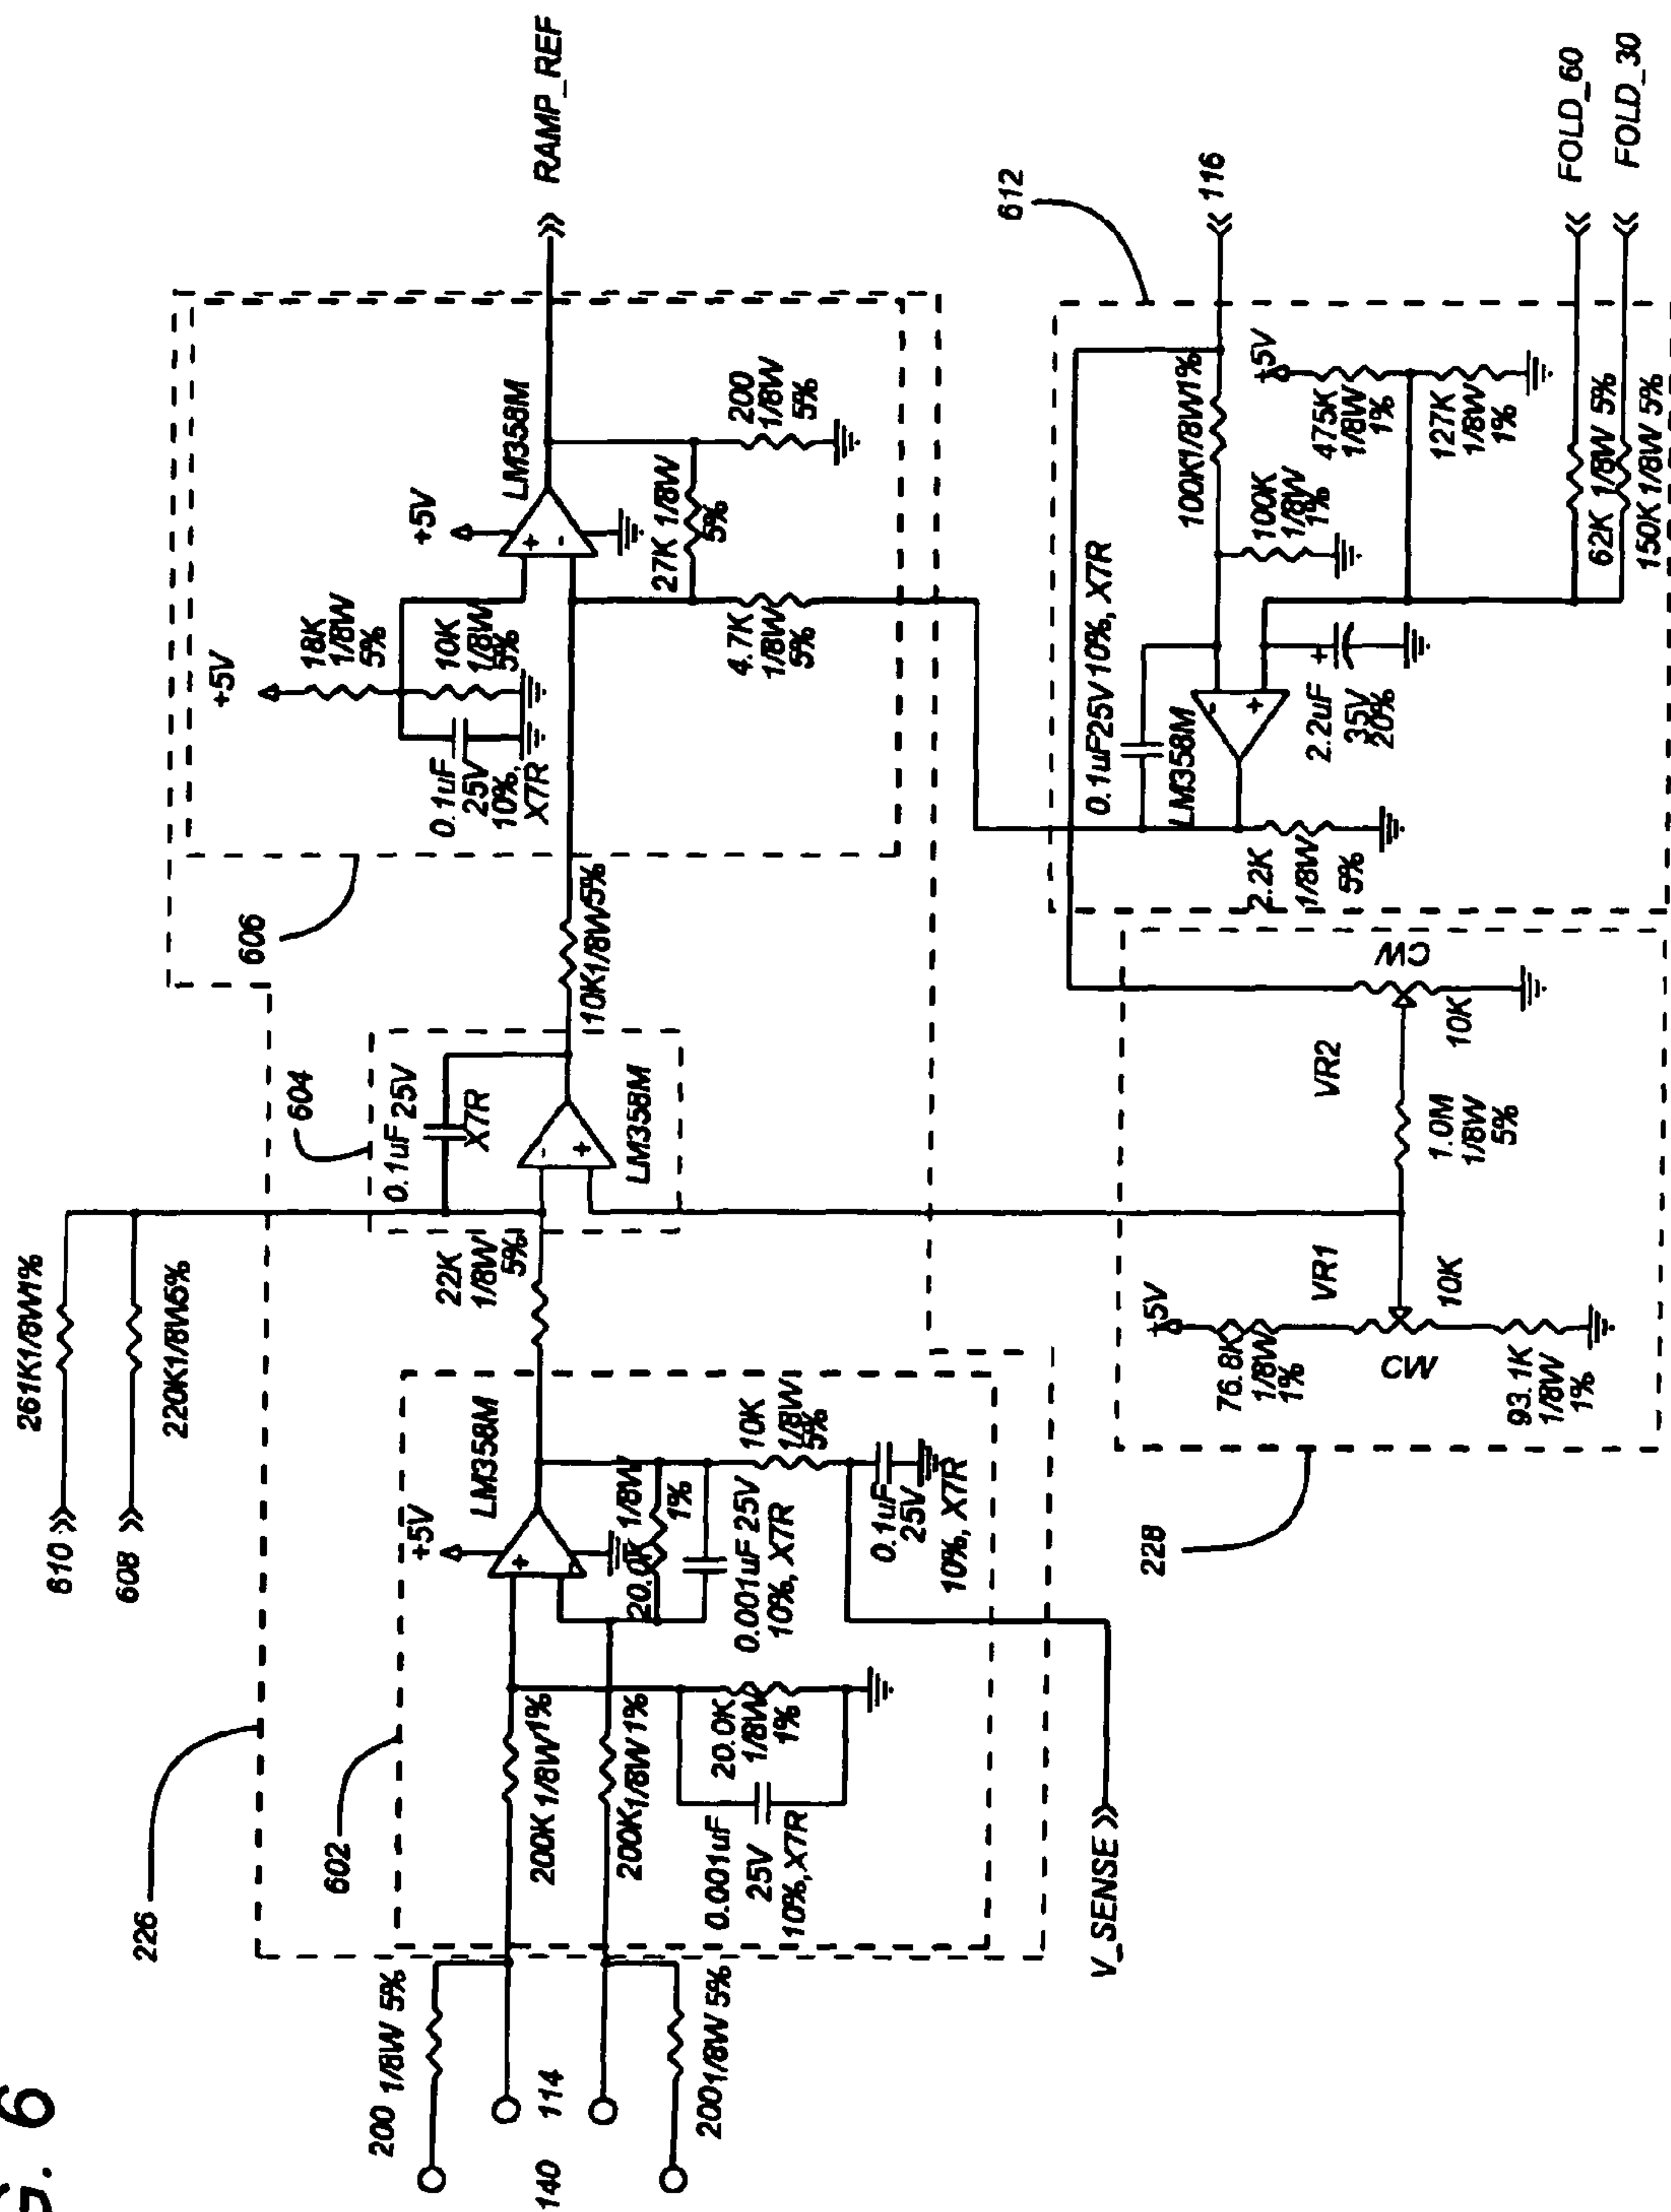 G. 6
610
261K1/8W1%
608
220K1/8W5%
226
602
604
606
612
228
RAMP_REF
+5V
18K
1/8W
5%
10K
1/8W
5%
0.1uF
25V
10%,
X7R
+5V
LM358M
+
-
27K 1/8W
5%
200
1/8W
5%
4.7K
1/8W
5%
10K1/8W5%
0.1uF 25V
X7R
-
+
LM358M
22K
1/8W
5%
+5V
LM358M
+
20.0K 1/8W
1%
0.001uF 25V
10%, X7R
10K
1/8W
5%
0.1uF
25V
10%, X7R
200K 1/8W1%
200K1/8W 1%
20.0K
1/8W
1%
0.001uF
25V
10%,X7R
200 1/8W 5%
114
140
2001/8W 5%
V_SENSE
+5V
76.8K
1/8W
1%
VR1
10K
CW
93.1K
1/8W
1%
1.0M
1/8W
5%
VR2
10K
CW
116
100K1/8W1%
100K
1/8W
1%
0.1uF25V10%, X7R
LM358M
-
+
2.2K
1/8W
5%
2.2uF
35V
20%
+
+5V
475K
1/8W
1%
127K
1/8W
1%
FOLD_60
62K 1/8W 5%
FOLD_30
150K 1/8W 5%